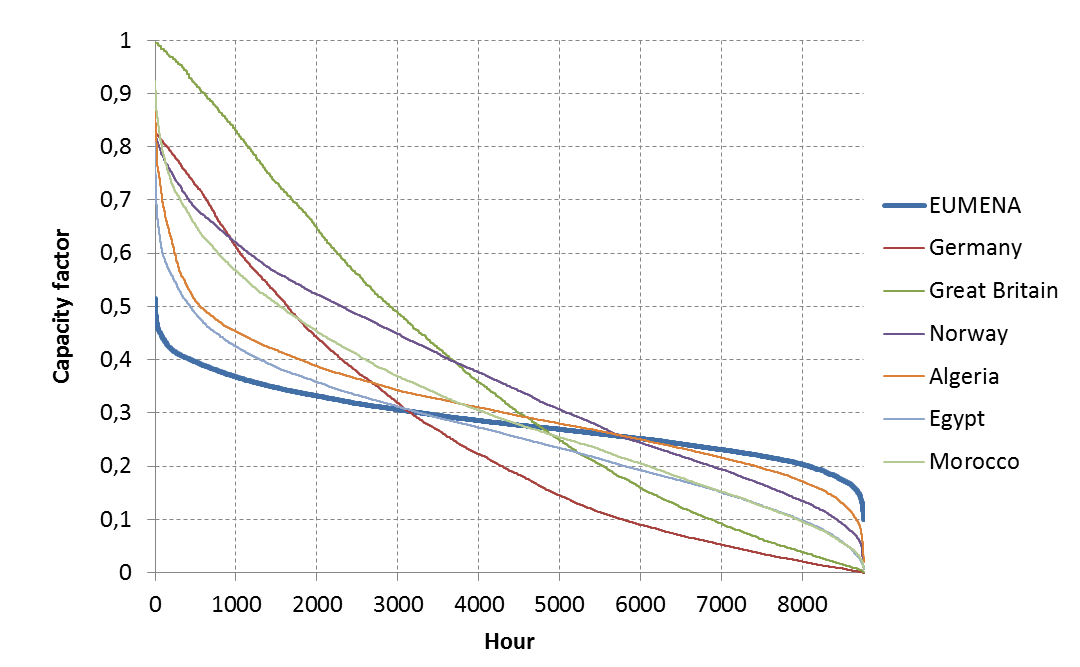 1
0,9
0,8
0,7
0,6
0,5
0,4
0,3
0,2
0,1
0
Capacity factor
0 1000 2000 3000 4000 5000 6000 7000 8000
Hour
EUMENA
Germany
Great Britain
Norway
Algeria
Egypt
Morocco